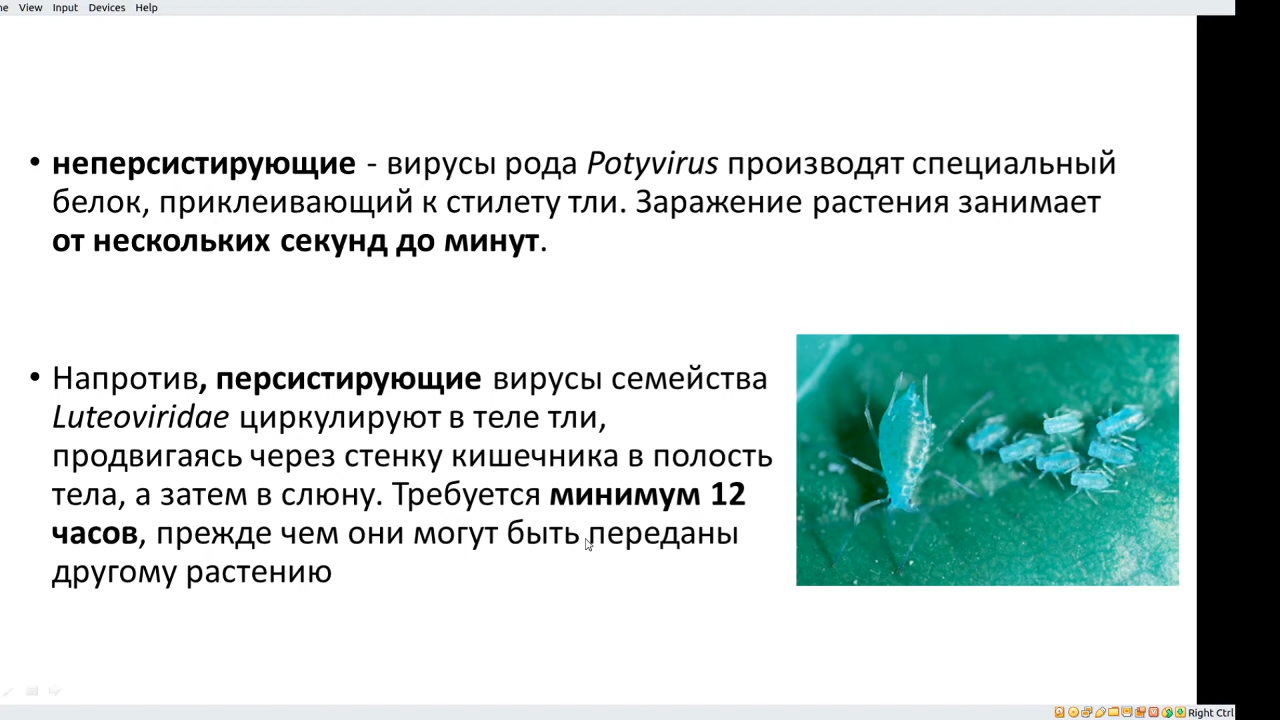 View Input Devices Help
• неперсистирующие - вирусы рода Potyvirus производят специальный
белок, приклеивающий к стилету тли. Заражение растения занимает
от нескольких секунд до минут.
• Напротив, персистирующие вирусы семейства
Luteoviridae циркулируют в теле тли,
продвигаясь через стенку кишечника в полость
тела, а затем в слюну. Требуется минимум 12
часов, прежде чем они могут быть переданы
другому растению
Right Ctrl